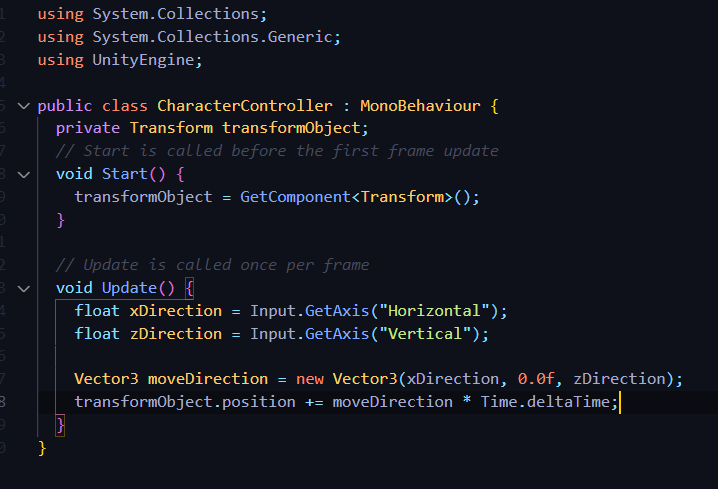 using System.Collections;
using System.Collections.Generic;
using UnityEngine;
public class CharacterController : MonoBehaviour {
private Transform transformObject;
// Start is called before the first frame update
void Start() {
transformObject = GetComponent<Transform>();
}
// Update is called once per frame
void Update() {
float xDirection = Input.GetAxis("Horizontal");
float zDirection = Input.GetAxis("Vertical");
Vector3 moveDirection = new Vector3(xDirection, 0.0f, zDirection);
transformObject.position += moveDirection * Time.deltaTime;
}
}